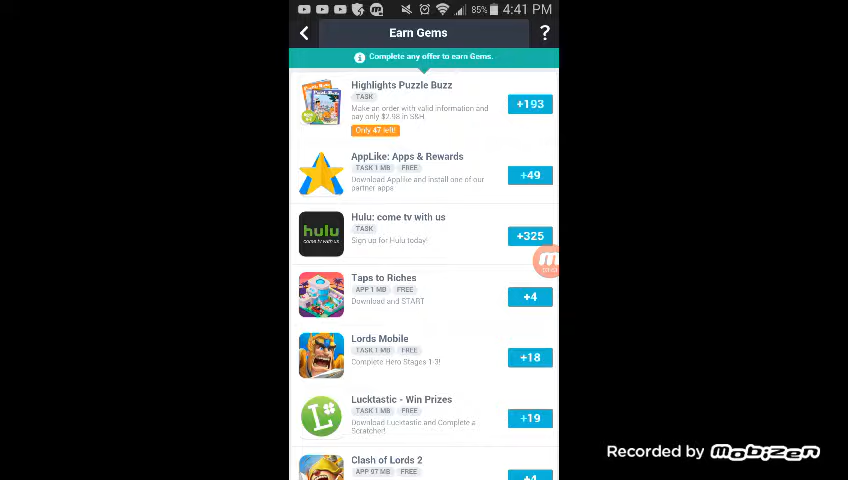 85% 4:41 PM
Earn Gems
?
Complete any offer to earn Gems.
Highlights Puzzle Buzz
TASK
Make an order with valid information and
pay only $2.98 in S&H
Only 47 left!
+193
AppLike: Apps & Rewards
TASK 1 MB FREE
Download Applike and install one of our
partner apps
+49
hulu
come tv with us
Hulu: come tv with us
TASK
Sign up for Hulu today!
+325
Taps to Riches
APP 1 MB FREE
Download and START
+4
Lords Mobile
TASK 1 MB FREE
Complete Hero Stages 1-3!
+18
L
Lucktastic - Win Prizes
TASK 1 MB FREE
Download Lucktastic and Complete a
Scratcher!
+19
Clash of Lords 2
APP 97 MB FREE
+4
Recorded by mobizen